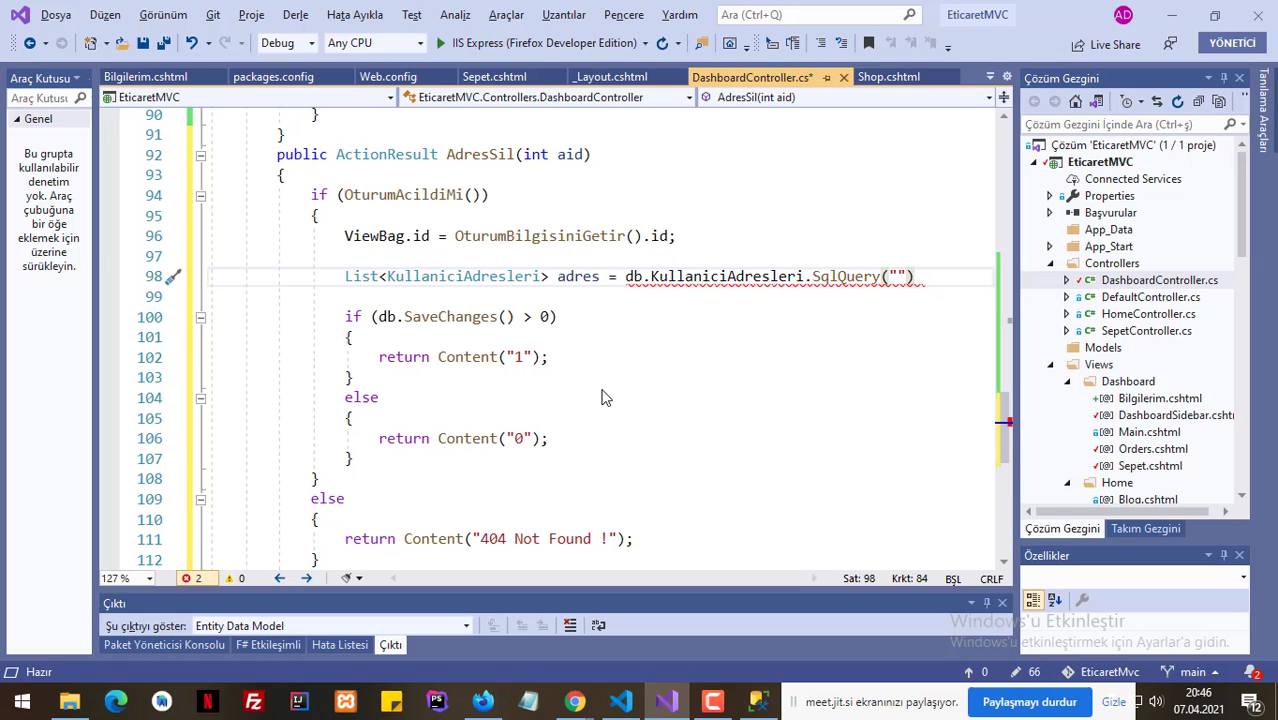 Dosya Düzen Görünüm Git Proje Derle Hata Ayıkla Test Analiz Araçlar Uzantılar Pencere Yardım Ara (Ctrl+Q) EticaretMVC AD
Debug Any CPU IIS Express (Firefox Developer Edition) Live Share YÖNETİCİ
Araç Kutusu Bilgilerim.cshtml packages.config Web.config Sepet.cshtml _Layout.cshtml DashboardController.cs* Shop.cshtml Çözüm Gezgini
Araç Kutusu EticaretMVC EticaretMVC.Controllers.DashboardController AdresSil(int aid)
Genel
Bu grupta
kullanılabilir
denetim
yok. Araç
çubuğuna
bir öğe
eklemek için
üzerine
sürükleyin.
90 }
91 }
92 public ActionResult AdresSil(int aid)
93 {
94 if (OturumAcildiMi())
95 {
96 ViewBag.id = OturumBilgisiniGetir().id;
97
98 List<KullaniciAdresleri> adres = db.KullaniciAdresleri.SqlQuery("")
99
100 if (db.SaveChanges() > 0)
101 {
102 return Content("1");
103 }
104 else
105 {
106 return Content("0");
107 }
108 }
109 else
110 {
111 return Content("404 Not Found !");
112 }
127 % 2 0 Sat: 98 Krkt: 84 BŞL CRLF
Çözüm Gezgini İçinde Ara (Ctrl+ş)
Çözüm 'EticaretMVC' (1 / 1 proje)
EticaretMVC
Connected Services
Properties
Başvurular
App_Data
App_Start
Controllers
DashboardController.cs
DefaultController.cs
HomeController.cs
SepetController.cs
Models
Views
Dashboard
Bilgilerim.cshtml
DashboardSidebar.cshtm
Main.cshtml
Orders.cshtml
Sepet.cshtml
Home
Blog.cshtml
Çözüm Gezgini Takım Gezgini
Özellikler
Tanılama Araçları
Çıktı
Şu çıktıyı göster: Entity Data Model
Paket Yöneticisi Konsolu F# Etkileşimli Hata Listesi Çıktı
Windows'u Etkinleştir
Windows'u etkinleştirmek için Ayarlar'a gidin.
Hazır 0 66 EticaretMvc main 2
meet.jit.si ekranınızı paylaşıyor. Paylaşmayı durdur Gizle
20:46
07.04.2021
12